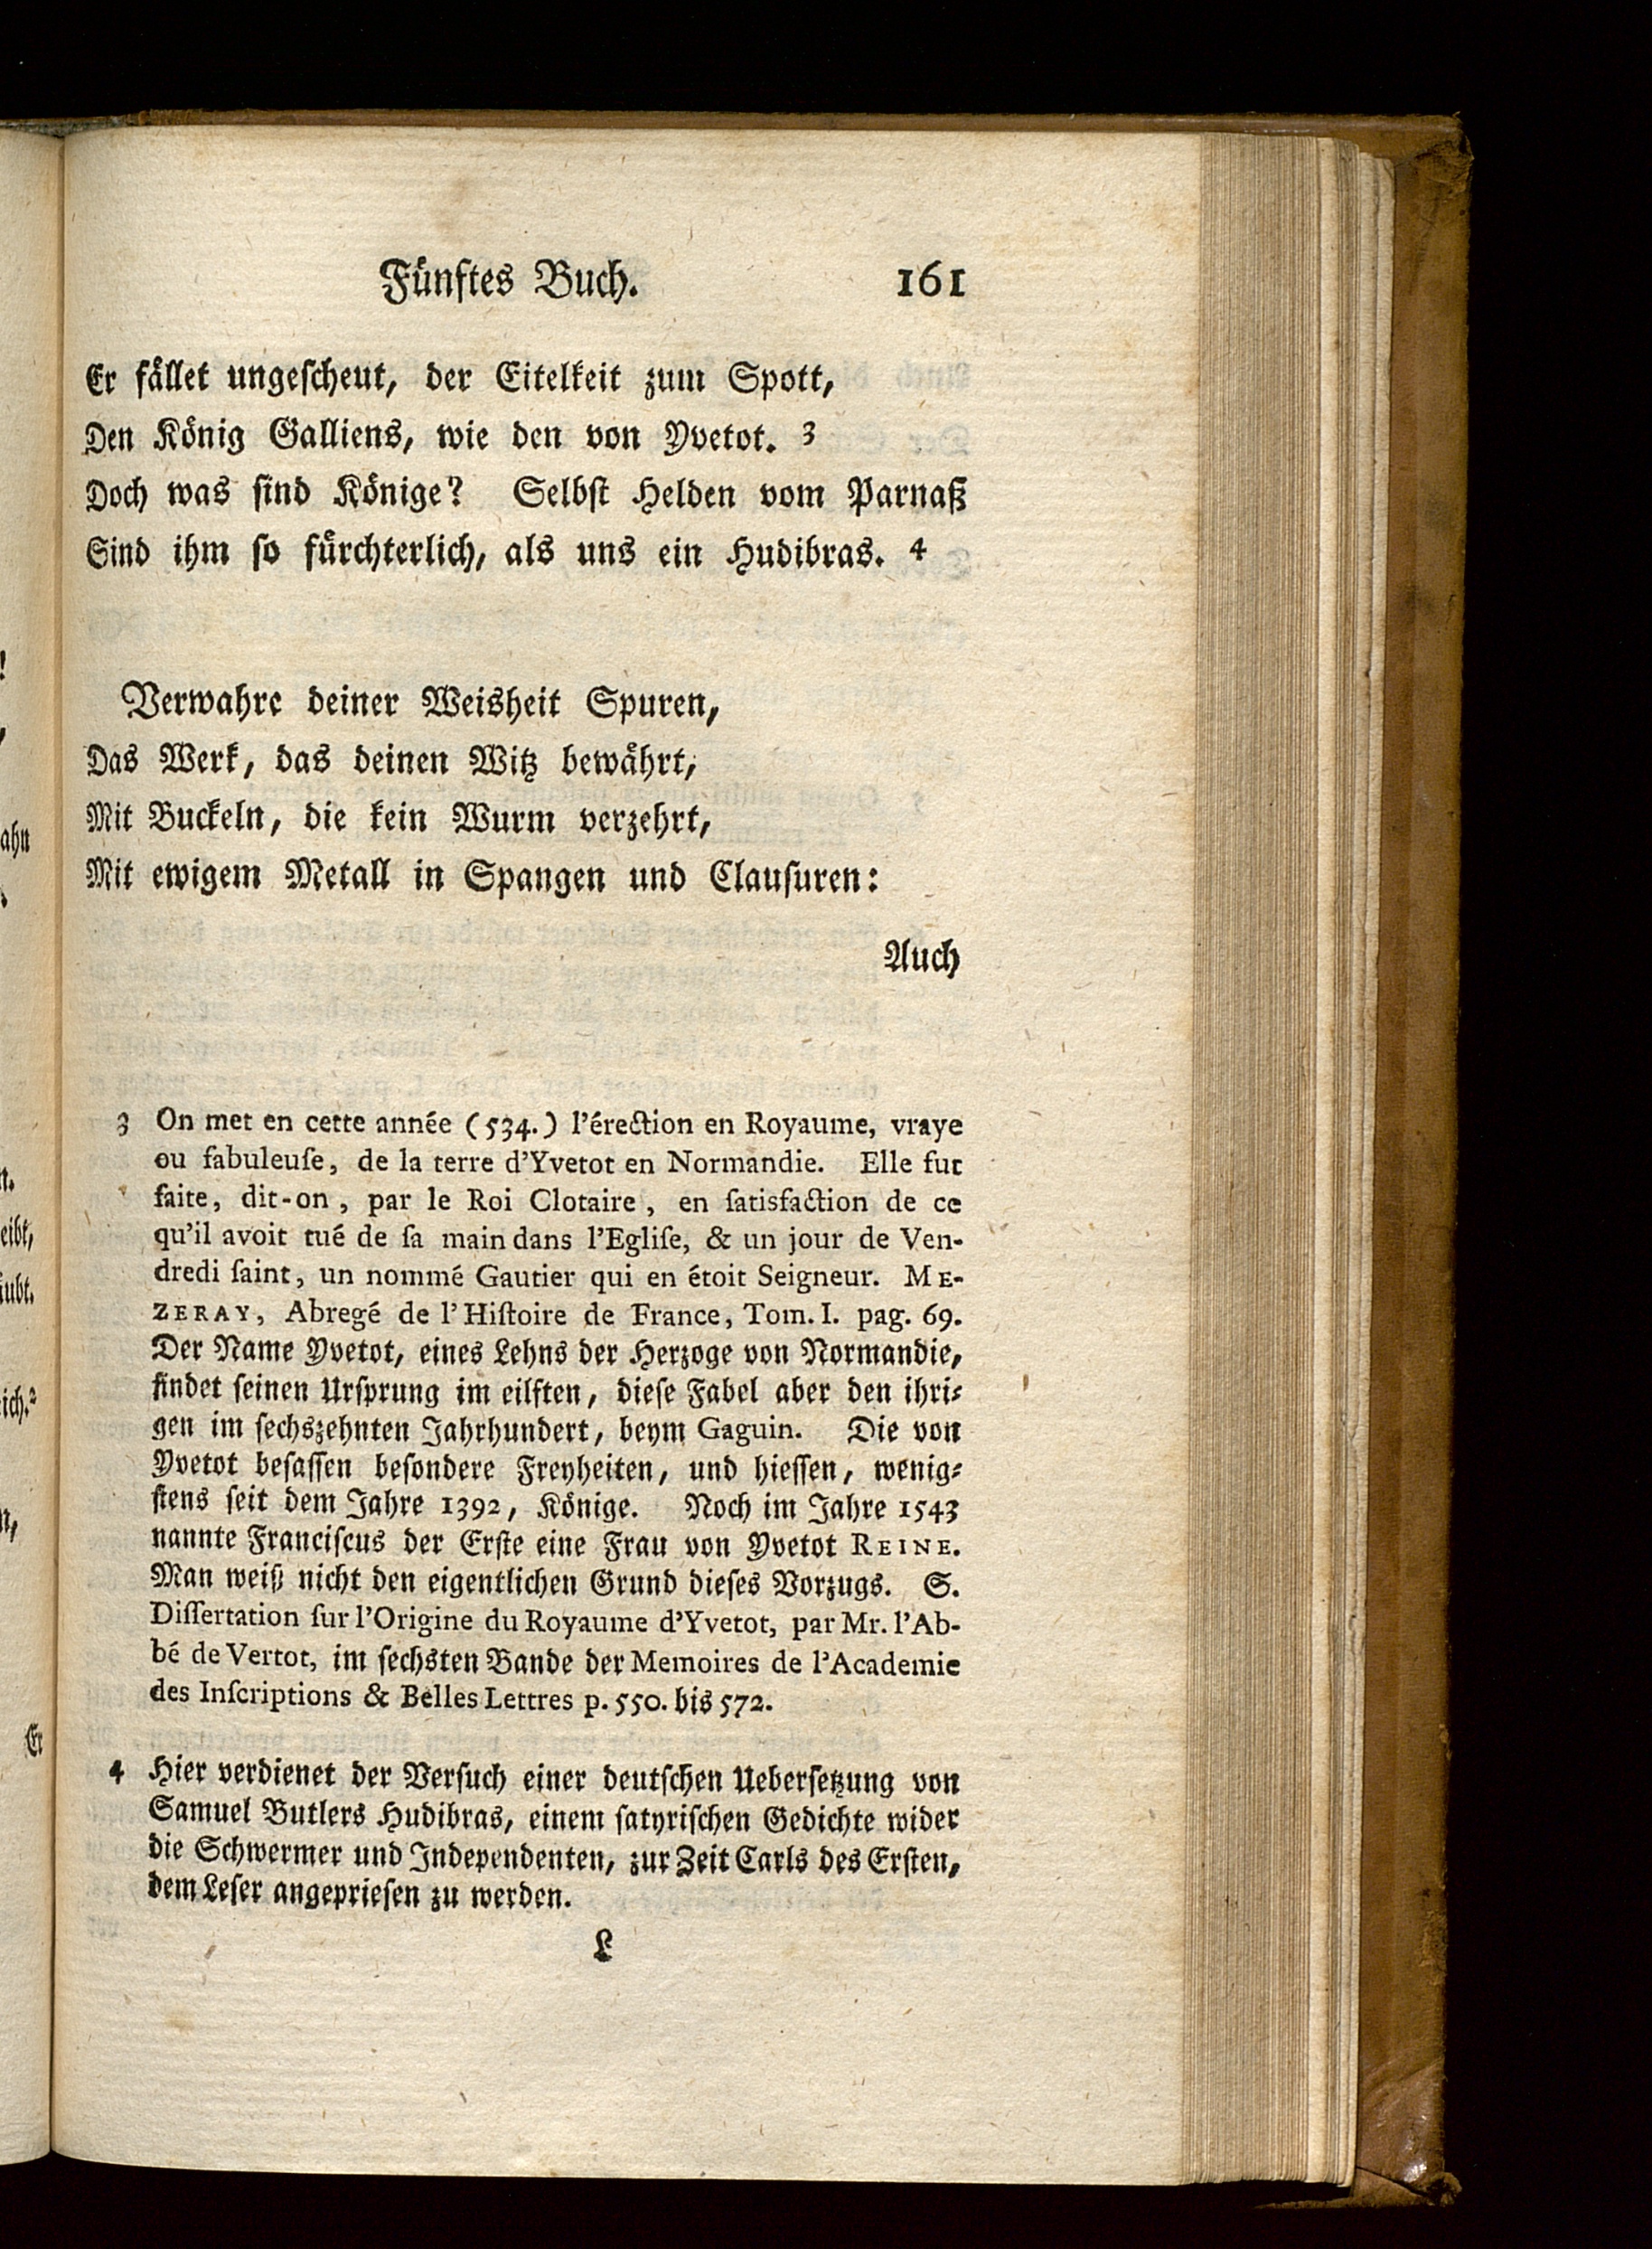 Fünftes Buch. 161
Er fället ungeſcheut, der Eitelkeit zum Spott,
Den König Galliens, wie den von Yvetot. 3
Doch was ſind Könige? Selbſt Helden vom Parnaß
Sind ihm ſo fürchterlich, als uns ein Hudibras. 4
Verwahre deiner Weisheit Spuren,
Das Werk, das deinen Witz bewährt,
Mit Buckeln, die kein Wurm verzehrt,
Mit ewigem Metall in Spangen und Clauſuren:
Auch
3 On met en cette année (534.) l'érection en Royaume, vraye
ou fabuleuſe, de la terre d'Yvetot en Normandie. Elle fut
faite, dit-on, par le Roi Clotaire, en ſatisfaction de ce
qu'il avoit tué de ſa main dans l'Egliſe, & un jour de Ven-
dredi ſaint, un nommé Gautier qui en étoit Seigneur. ME-
ZERAY, Abregé de l'Hiſtoire de France, Tom. I. pag. 69.
Der Name Yvetot, eines Lehns der Herzoge von Normandie,
findet ſeinen Urſprung im eilften, dieſe Fabel aber den ihri-
gen im ſechszehnten Jahrhundert, beym Gaguin. Die von
Yvetot beſaſſen beſondere Freyheiten, und hieſſen, wenig-
ſtens ſeit dem Jahre 1392, Könige. Noch im Jahre 1543
nannte Franciſcus der Erſte eine Frau von Yvetot REINE.
Man weiß nicht den eigentlichen Grund dieſes Vorzugs. S.
Diſſertation ſur l'Origine du Royaume d'Yvetot, par Mr. l'Ab-
bé de Vertot, im ſechsten Bande der Memoires de l'Academie
des Inſcriptions & Belles Lettres p. 550. bis 572.
4 Hier verdienet der Verſuch einer deutſchen Ueberſetzung von
Samuel Butlers Hudibras, einem ſatyriſchen Gedichte wider
die Schwermer und Independenten, zur Zeit Carls des Erſten,
dem Leſer angeprieſen zu werden.
L